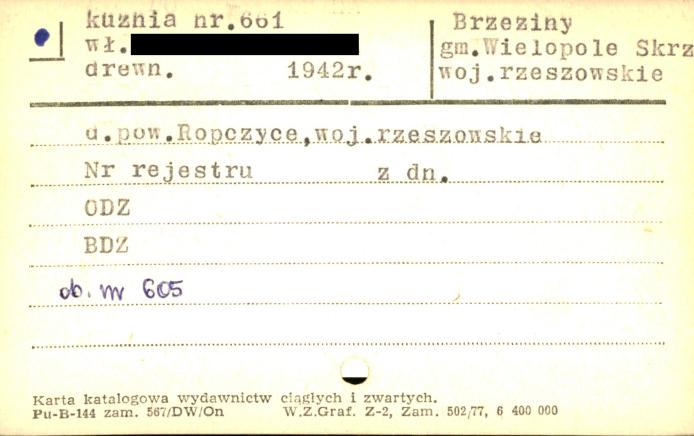 kuźnia nr.661
wł.
drewn. 1942r.
Brzeziny
gm.Wielopole Skrz
woj.rzeszowskie
d.pow.Ropczyce,woj.rzeszowskie
Nr rejestru z dn.
ODZ
BDZ
ob. nr 605
Karta katalogowa wydawnictw ciągłych i zwartych.
Pu-B-144 zam. 567/DW/On W.Z.Graf. Z-2, Zam. 502/77, 6 400 000